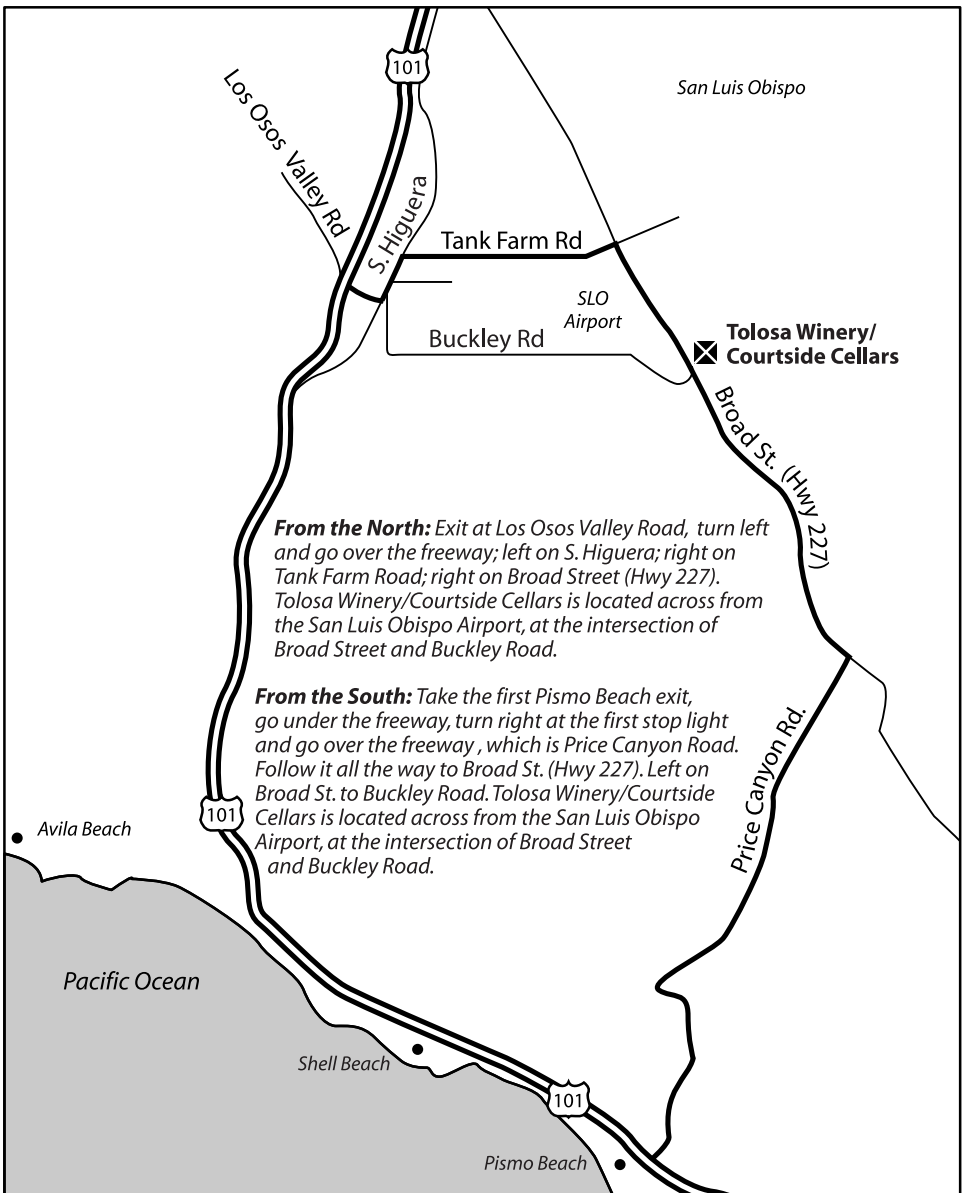 101
San Luis Obispo
Los Osos Valley Rd
S. Higuera
Tank Farm Rd
SLO
Airport
Buckley Rd
Tolosa Winery/
Courtside Cellars
Broad St. (Hwy 227)
From the North: Exit at Los Osos Valley Road, turn left
and go over the freeway; left on S. Higuera; right on
Tank Farm Road; right on Broad Street (Hwy 227).
Tolosa Winery/Courtside Cellars is located across from
the San Luis Obispo Airport, at the intersection of
Broad Street and Buckley Road.
From the South: Take the first Pismo Beach exit,
go under the freeway, turn right at the first stop light
and go over the freeway , which is Price Canyon Road.
Follow it all the way to Broad St. (Hwy 227). Left on
Broad St. to Buckley Road. Tolosa Winery/Courtside
Cellars is located across from the San Luis Obispo
Airport, at the intersection of Broad Street
and Buckley Road.
Price Canyon Rd.
101
Avila Beach
Pacific Ocean
Shell Beach
101
Pismo Beach